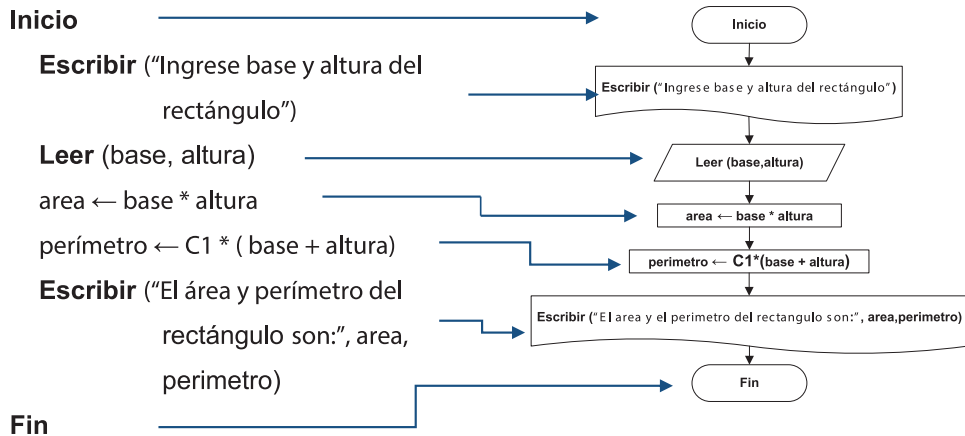 Inicio
Escribir (“Ingrese base y altura del
rectángulo”)
Leer (base, altura)
area ← base * altura
perímetro ← C1 * ( base + altura)
Escribir (“El área y perímetro del
rectángulo son:”, area,
perimetro)
Fin
Inicio
Escribir (“Ingrese base y altura del rectángulo”)
Leer (base,altura)
area ← base * altura
perimetro ← C1*(base + altura)
Escribir (“El area y el perimetro del rectangulo son:”, area,perimetro)
Fin